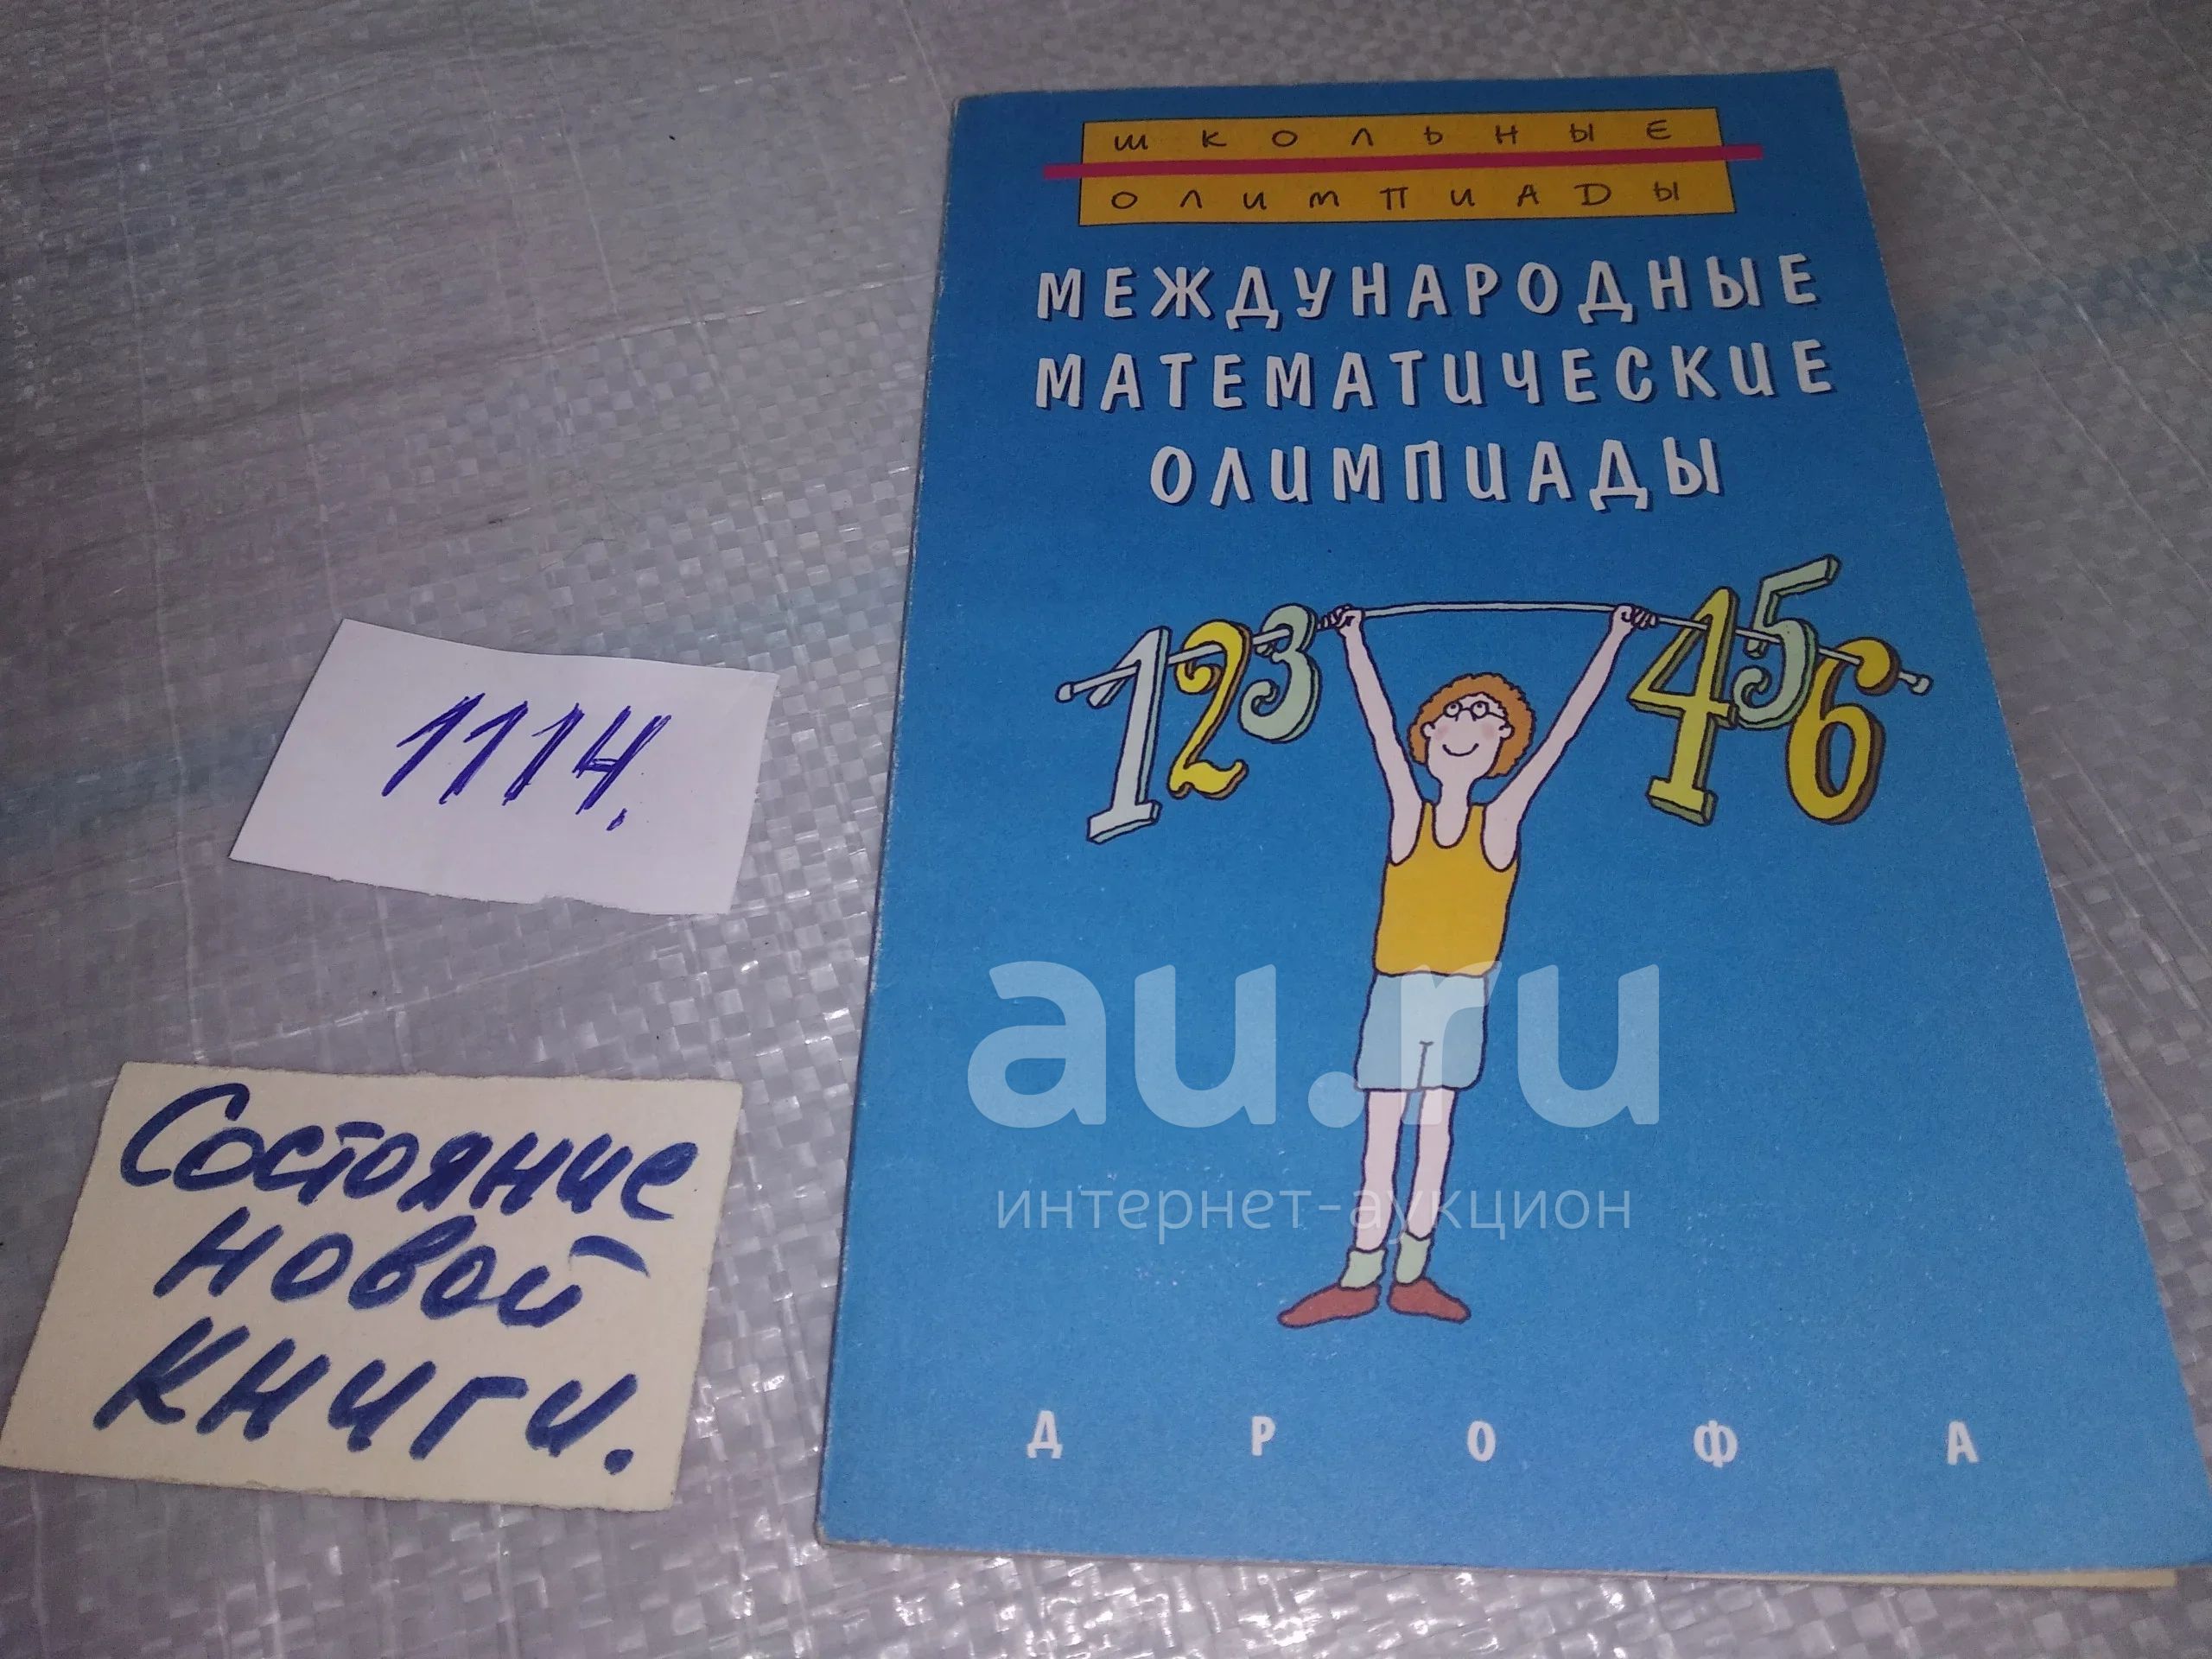 ШКОЛЬНЫЕ
ОЛИМПИАДЫ
МЕЖДУНАРОДНЫЕ
МАТЕМАТИЧЕСКИЕ
ОЛИМПИАДЫ
123 456
1114.
au.ru
интернет-аукцион
Состояние
новой
книги.
ДРОФА